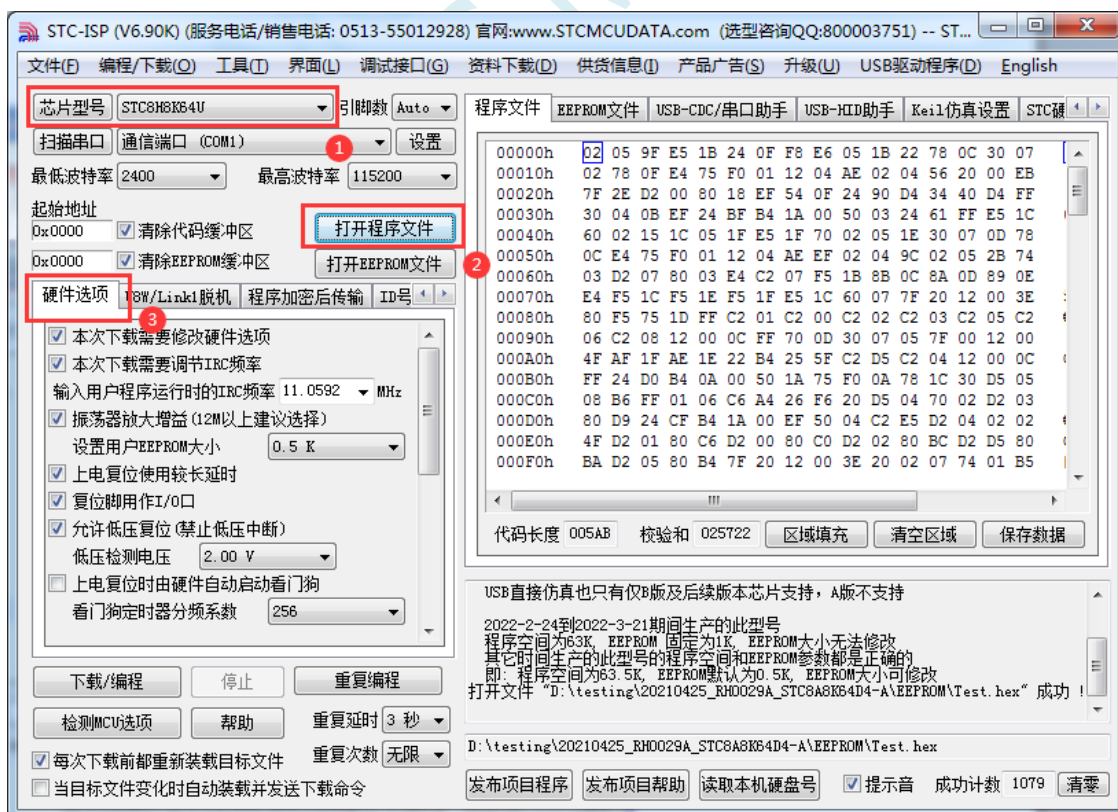 STC-ISP (V6.90K) (服务电话/销售电话: 0513-55012928) 官网:www.STCMCUDATA.com (选型咨询QQ:800003751) -- ST...
文件(F) 编程/下载(O) 工具(T) 界面(L) 调试接口(G) 资料下载(D) 供货信息(I) 产品广告(S) 升级(U) USB驱动程序(D) English
芯片型号 STC8H8K64U 引脚数 Auto
扫描串口 通信端口 (COM1) 设置
1
最低波特率 2400 最高波特率 115200
起始地址
0x0000 清除代码缓冲区 打开程序文件
0x0000 清除EEPROM缓冲区 打开EEPROM文件
2
硬件选项 U8W/Link1脱机 程序加密后传输 ID号
3
本次下载需要修改硬件选项
本次下载需要调节IRC频率
输入用户程序运行时的IRC频率 11.0592 MHz
振荡器放大增益(12M以上建议选择)
设置用户EEPROM大小 0.5 K
上电复位使用较长延时
复位脚用作I/O口
允许低压复位(禁止低压中断)
低压检测电压 2.00 V
上电复位时由硬件自动启动看门狗
看门狗定时器分频系数 256
下载/编程 停止 重复编程
检测MCU选项 帮助 重复延时 3 秒
每次下载前都重新装载目标文件 重复次数 无限
当目标文件变化时自动装载并发送下载命令
程序文件 EEPROM文件 USB-CDC/串口助手 USB-HID助手 Keil仿真设置 STC硬
00000h 02 05 9F E5 1B 24 0F F8 E6 05 1B 22 78 0C 30 07
00010h 02 78 0F E4 75 F0 01 12 04 AE 02 04 56 20 00 EB
00020h 7F 2E D2 00 80 18 EF 54 0F 24 90 D4 34 40 D4 FF
00030h 30 04 0B EF 24 BF B4 1A 00 50 03 24 61 FF E5 1C
00040h 60 02 15 1C 05 1F E5 1F 70 02 05 1E 30 07 0D 78
00050h 0C E4 75 F0 01 12 04 AE EF 02 04 9C 02 05 2B 74
00060h 03 D2 07 80 03 E4 C2 07 F5 1B 8B 0C 8A 0D 89 0E
00070h E4 F5 1C F5 1E F5 1F E5 1C 60 07 7F 20 12 00 3E
00080h 80 F5 75 1D FF C2 01 C2 00 C2 02 C2 03 C2 05 C2
00090h 06 C2 08 12 00 0C FF 70 0D 30 07 05 7F 00 12 00
000A0h 4F AF 1F AE 1E 22 B4 25 5F C2 D5 C2 04 12 00 0C
000B0h FF 24 D0 B4 0A 00 50 1A 75 F0 0A 78 1C 30 D5 05
000C0h 08 B6 FF 01 06 C6 A4 26 F6 20 D5 04 70 02 D2 03
000D0h 80 D9 24 CF B4 1A 00 EF 50 04 C2 E5 D2 04 02 02
000E0h 4F D2 01 80 C6 D2 00 80 C0 D2 02 80 BC D2 D5 80
000F0h BA D2 05 80 B4 7F 20 12 00 3E 20 02 07 74 01 B5
代码长度 005AB 校验和 025722 区域填充 清空区域 保存数据
USB直接仿真也只有仅B版及后续版本芯片支持，A版不支持
2022-2-24到2022-3-21期间生产的此型号
程序空间为63K, EEPROM 固定为1K, EEPROM大小无法修改
其它时间生产的此型号的程序空间和EEPROM参数都是正确的
即: 程序空间为63.5K, EEPROM默认为0.5K, EEPROM大小可修改
打开文件 "D:\testing\20210425_RH0029A_STC8A8K64D4-A\EEPROM\Test.hex" 成功 !
D:\testing\20210425_RH0029A_STC8A8K64D4-A\EEPROM\Test.hex
发布项目程序 发布项目帮助 读取本机硬盘号 提示音 成功计数 1079 清零